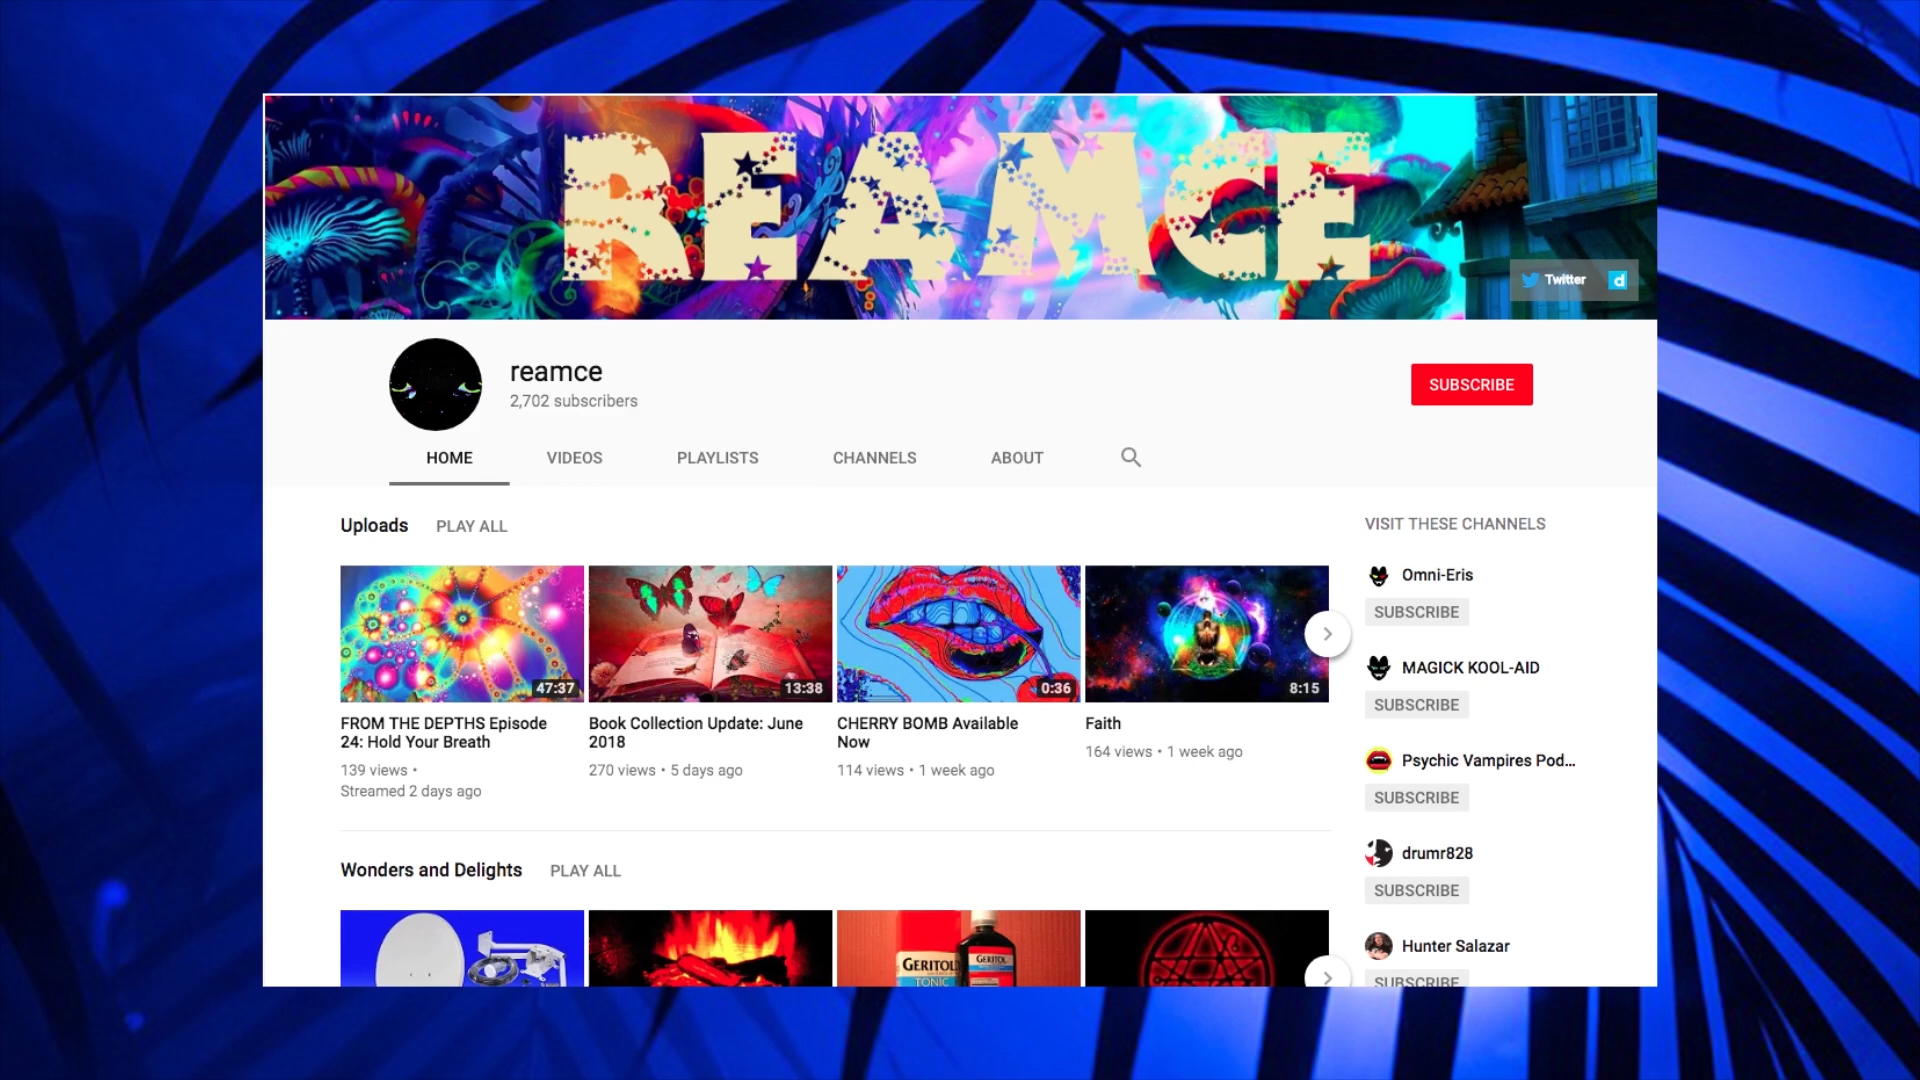 REAMCE
Twitter
d
reamce
2,702 subscribers
SUBSCRIBE
HOME VIDEOS PLAYLISTS CHANNELS ABOUT
Uploads PLAY ALL
47:37
FROM THE DEPTHS Episode
24: Hold Your Breath
139 views •
Streamed 2 days ago
13:38
Book Collection Update: June
2018
270 views • 5 days ago
0:36
CHERRY BOMB Available
Now
114 views • 1 week ago
8:15
Faith
164 views • 1 week ago
Wonders and Delights PLAY ALL
GERITOL
TONIC
GERITOL
VISIT THESE CHANNELS
Omni-Eris
SUBSCRIBE
MAGICK KOOL-AID
SUBSCRIBE
Psychic Vampires Pod...
SUBSCRIBE
drumr828
SUBSCRIBE
Hunter Salazar
SUBSCRIBE